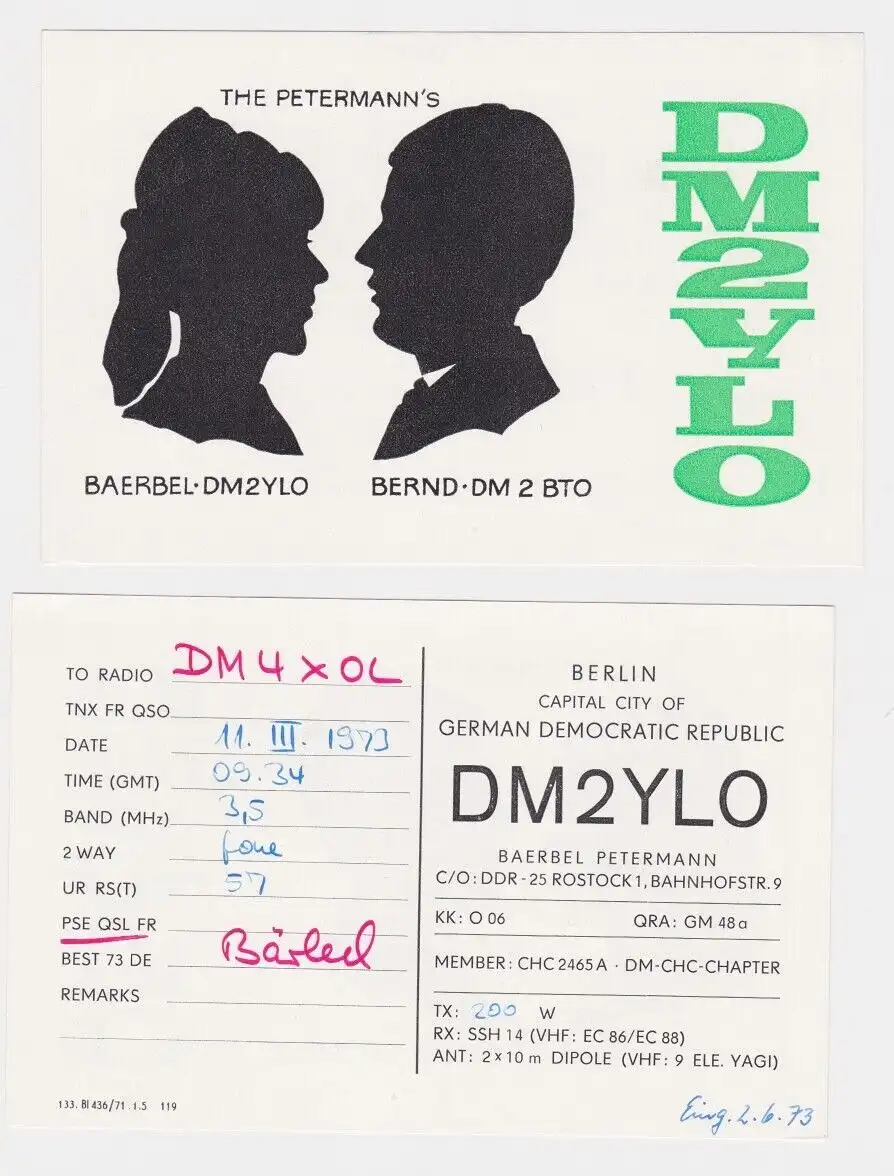 THE PETERMANN'S
BAERBEL·DM2YLO
BERND·DM 2 BTO
DM2YLO
TO RADIO DM4XOL
TNX FR QSO
DATE 11. III. 1973
TIME (GMT) 09.34
BAND (MHz) 3,5
2 WAY fone
UR RS(T) 57
PSE QSL FR
BEST 73 DE Bärbel
REMARKS
133. BI 436/71 1.5 119
BERLIN
CAPITAL CITY OF
GERMAN DEMOCRATIC REPUBLIC
DM2YLO
BAERBEL PETERMANN
C/O: DDR-25 ROSTOCK 1, BAHNHOFSTR. 9
KK: O 06 QRA: GM 48a
MEMBER: CHC 2465 A · DM-CHC-CHAPTER
TX: 200 W
RX: SSH 14 (VHF: EC 86/EC 88)
ANT: 2×10 m DIPOLE (VHF: 9 ELE. YAGI)
Eing. 2.6.73